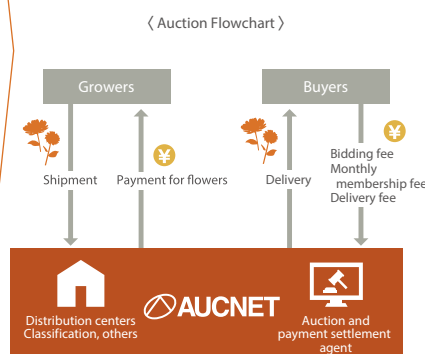 〈 Auction Flowchart 〉
Growers
Buyers
Shipment
¥
Payment for flowers
Delivery
¥
Bidding fee
Monthly
membership fee
Delivery fee
Distribution centers
Classification, others
AUCNET
Auction and
payment settlement
agent